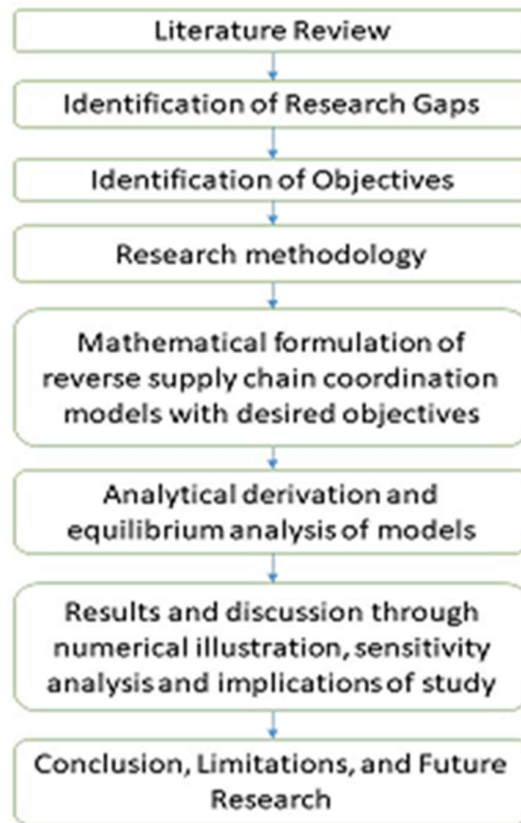 Literature Review
Identification of Research Gaps
Identification of Objectives
Research methodology
Mathematical formulation of
reverse supply chain coordination
models with desired objectives
Analytical derivation and
equilibrium analysis of models
Results and discussion through
numerical illustration, sensitivity
analysis and implications of study
Conclusion, Limitations, and Future
Research